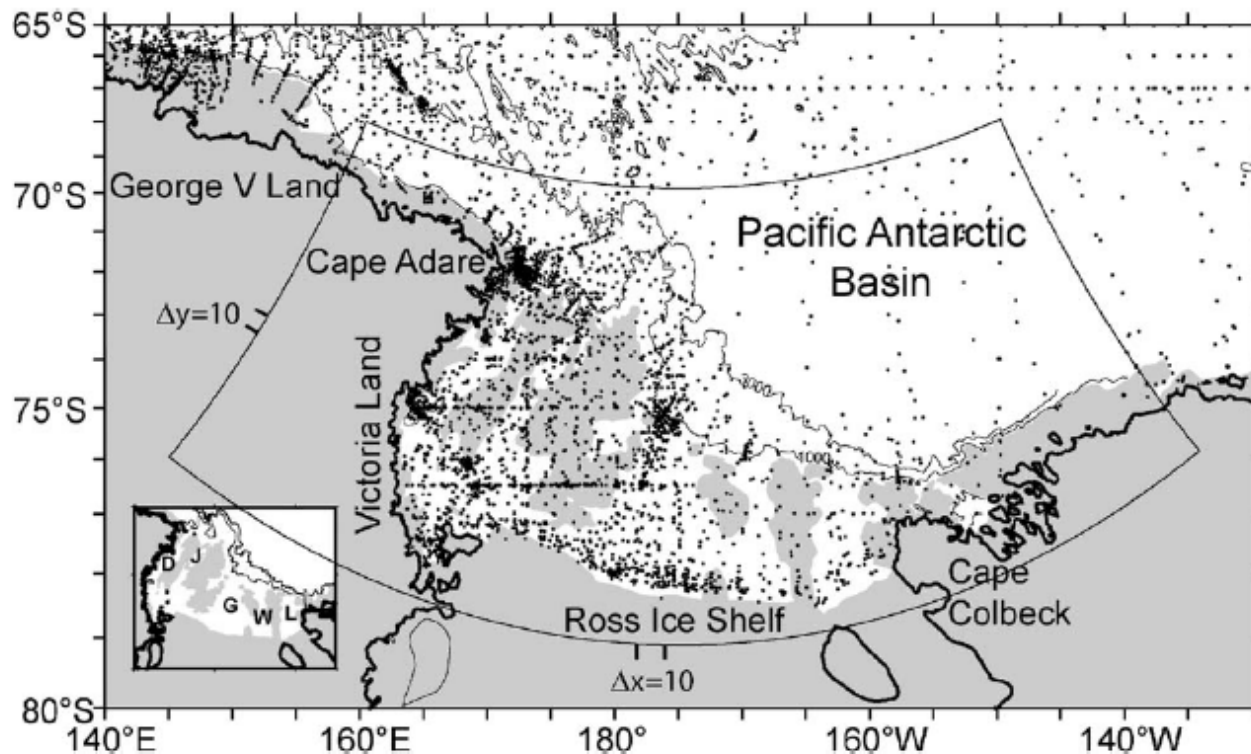 65°S
George V Land
70°S
Pacific Antarctic
Basin
Cape Adare
Δy=10
Victoria Land
3000
75°S
1000
D
J
G
W
L
Cape
Colbeck
Ross Ice Shelf
Δx=10
80°S
140°E
160°E
180°
160°W
140°W